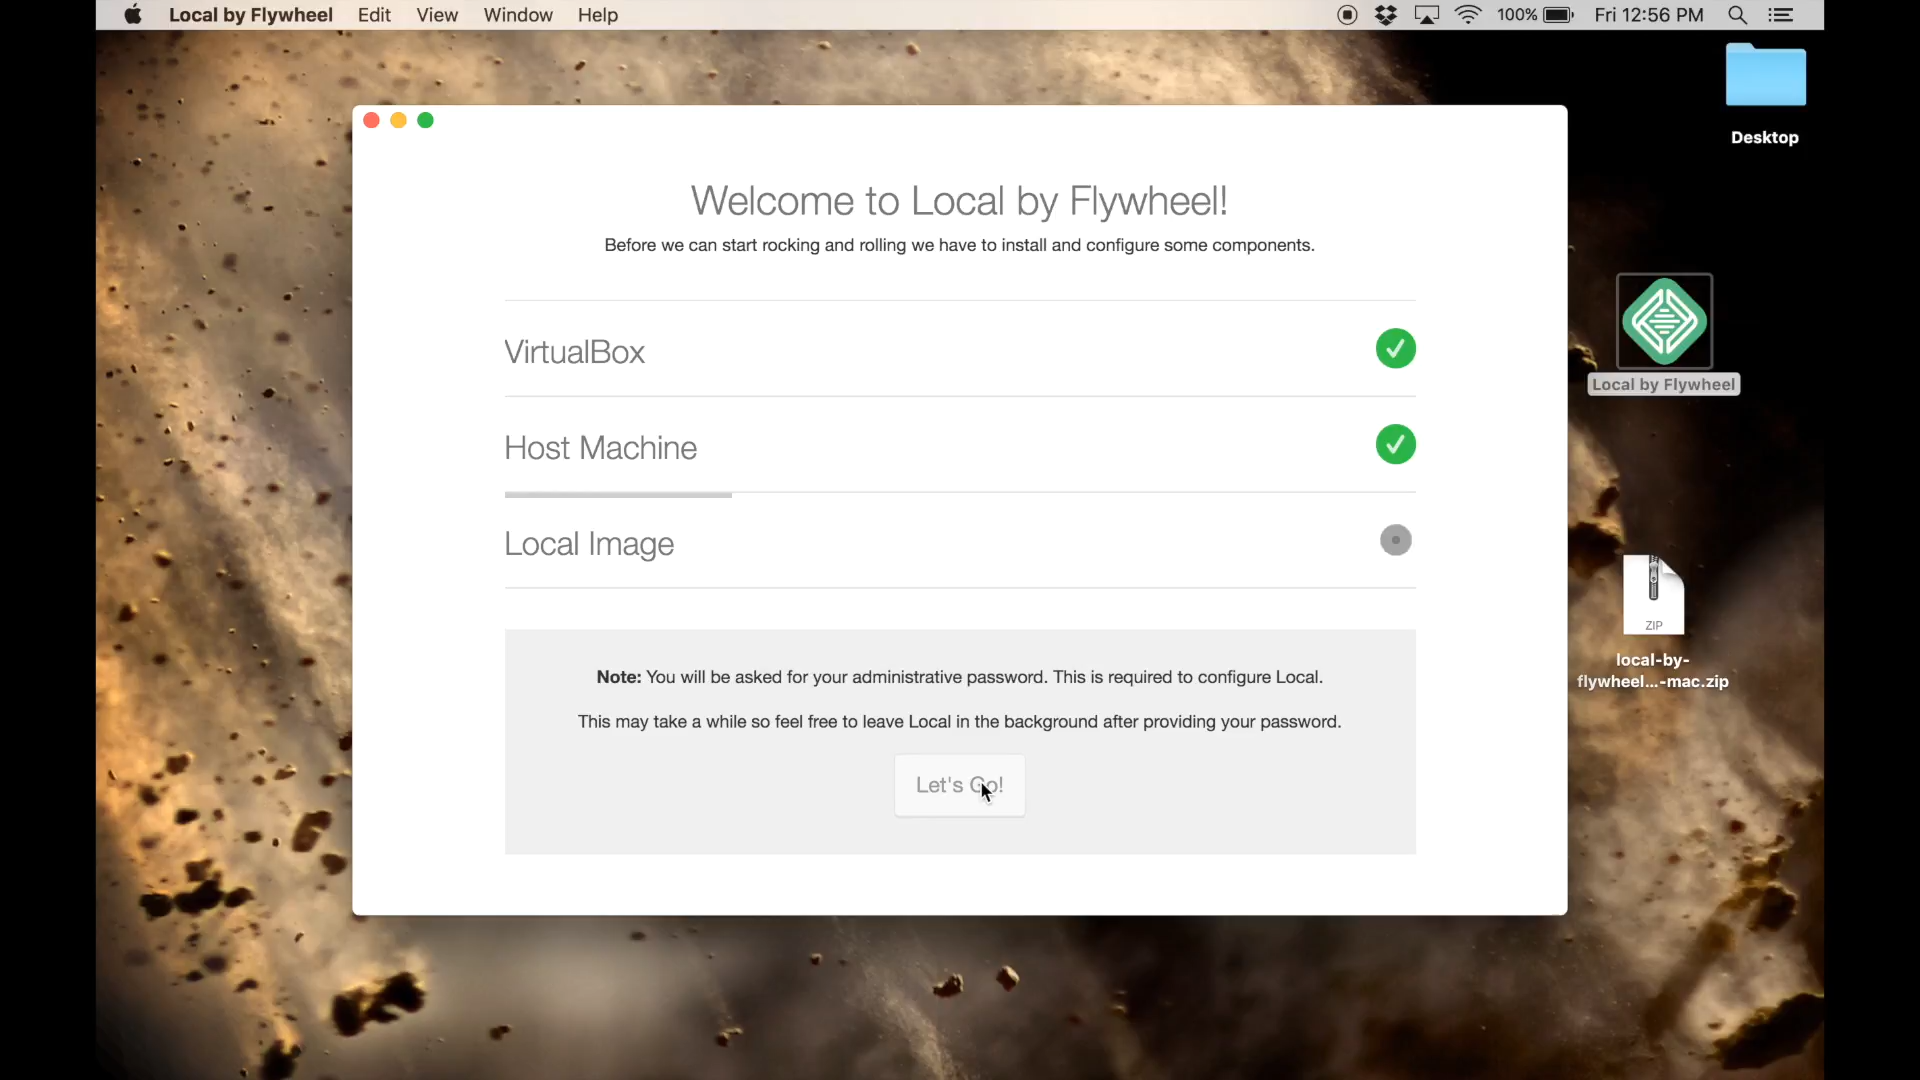 Local by Flywheel Edit View Window Help 100% Fri 12:56 PM
Desktop
Welcome to Local by Flywheel!
Before we can start rocking and rolling we have to install and configure some components.
VirtualBox
Host Machine
Local Image
Note: You will be asked for your administrative password. This is required to configure Local.
This may take a while so feel free to leave Local in the background after providing your password.
Let's Go!
Local by Flywheel
ZIP
local-by-
flywheel...-mac.zip